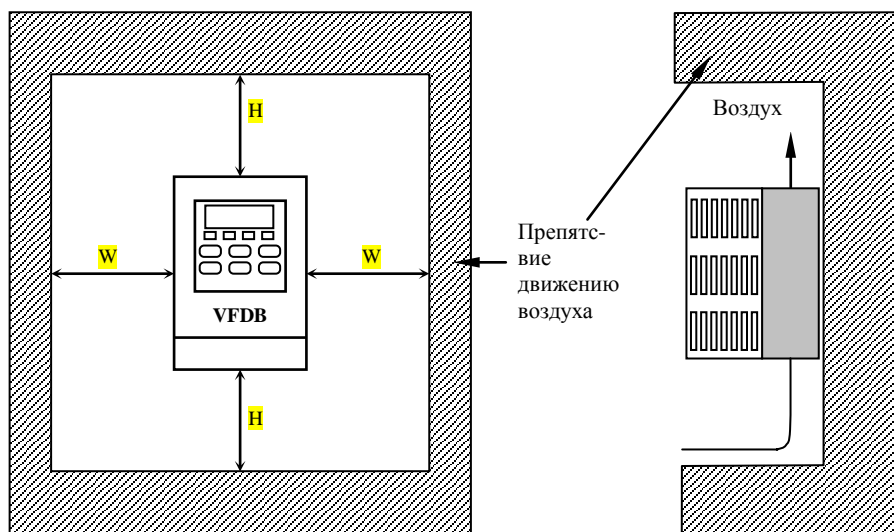 H
W
W
VFDB
H
Воздух
Препятс-
вие
движению
воздуха